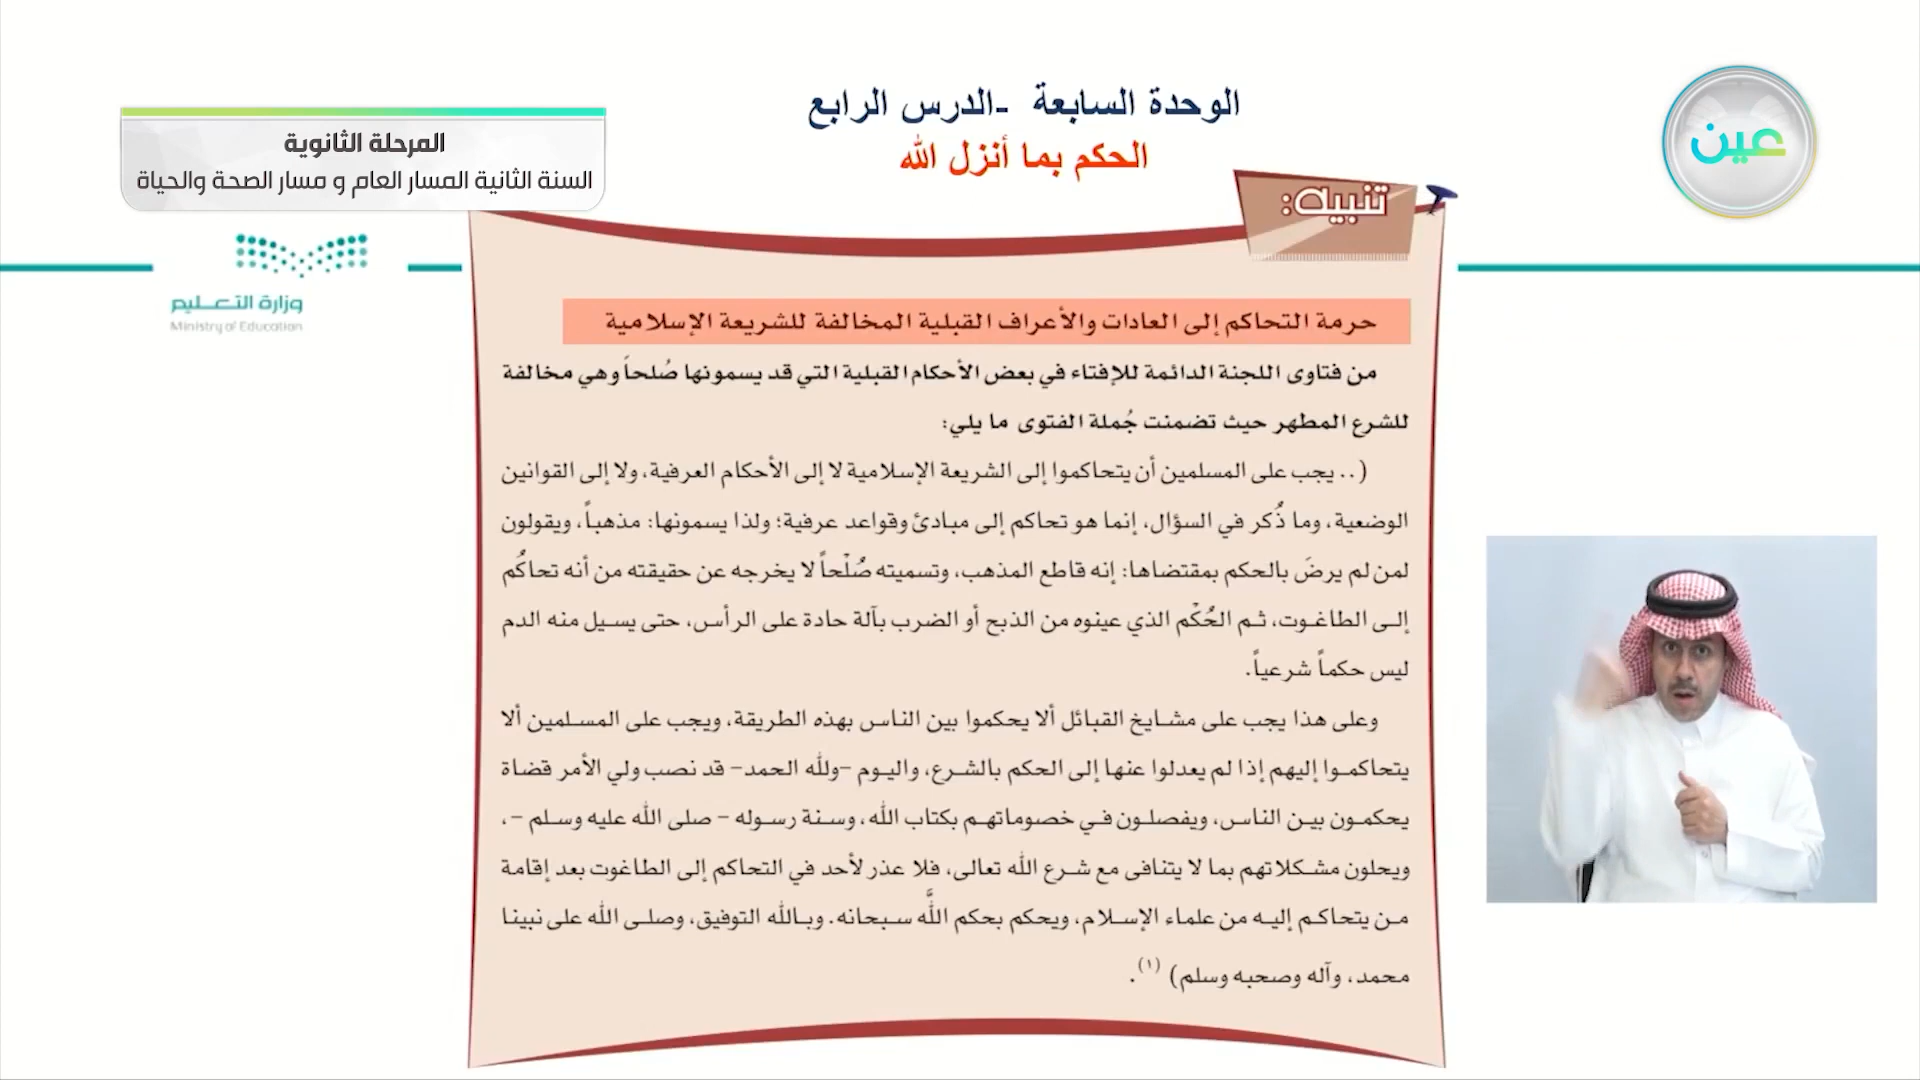 الوحدة السابعة -الدرس الرابع
الحكم بما أنزل الله
عين
المرحلة الثانوية
السنة الثانية المسار العام و مسار الصحة والحياة
وزارة التعليم
Ministry of Education
تنبيه:
حرمة التحاكم إلى العادات والأعراف القبلية المخالفة للشريعة الإسلامية
من فتاوى اللجنة الدائمة للإفتاء في بعض الأحكام القبلية التي قد يسمونها صُلحاً وهي مخالفة
للشرع المطهر حيث تضمنت جُملة الفتوى ما يلي:
(.. يجب على المسلمين أن يتحاكموا إلى الشريعة الإسلامية لا إلى الأحكام العرفية، ولا إلى القوانين
الوضعية، وما ذُكر في السؤال، إنما هو تحاكم إلى مبادئ وقواعد عرفية؛ ولذا يسمونها: مذهباً، ويقولون
لمن لم يرضَ بالحكم بمقتضاها: إنه قاطع المذهب، وتسميته صُلْحاً لا يخرجه عن حقيقته من أنه تحاكُم
إلى الطاغوت، ثم الحُكْم الذي عينوه من الذبح أو الضرب بآلة حادة على الرأس، حتى يسيل منه الدم
ليس حكماً شرعياً.
وعلى هذا يجب على مشايخ القبائل ألا يحكموا بين الناس بهذه الطريقة، ويجب على المسلمين ألا
يتحاكموا إليهم إذا لم يعدلوا عنها إلى الحكم بالشرع، واليوم -ولله الحمد- قد نصب ولي الأمر قضاة
يحكمون بين الناس، ويفصلون في خصوماتهم بكتاب الله، وسنة رسوله - صلى الله عليه وسلم -،
ويحلون مشكلاتهم بما لا يتنافى مع شرع الله تعالى، فلا عذر لأحد في التحاكم إلى الطاغوت بعد إقامة
من يتحاكم إليه من علماء الإسلام، ويحكم بحكم اللَّه سبحانه. وبالله التوفيق، وصلى الله على نبينا
محمد، وآله وصحبه وسلم) (١).